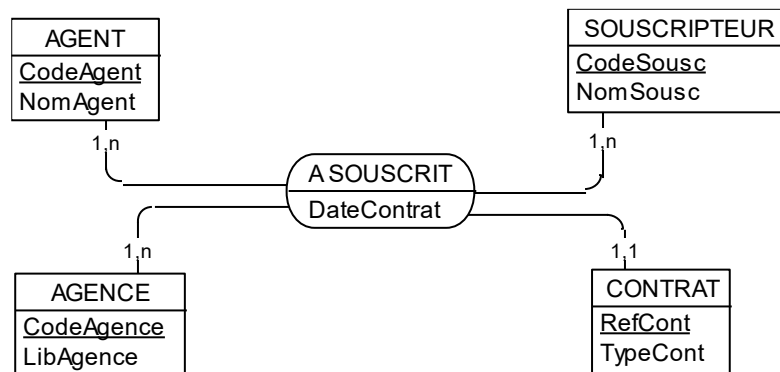 AGENT
CodeAgent
NomAgent
SOUSCRIPTEUR
CodeSousc
NomSousc
1,n
1,n
A SOUSCRIT
DateContrat
1,n
1,1
AGENCE
CodeAgence
LibAgence
CONTRAT
RefCont
TypeCont